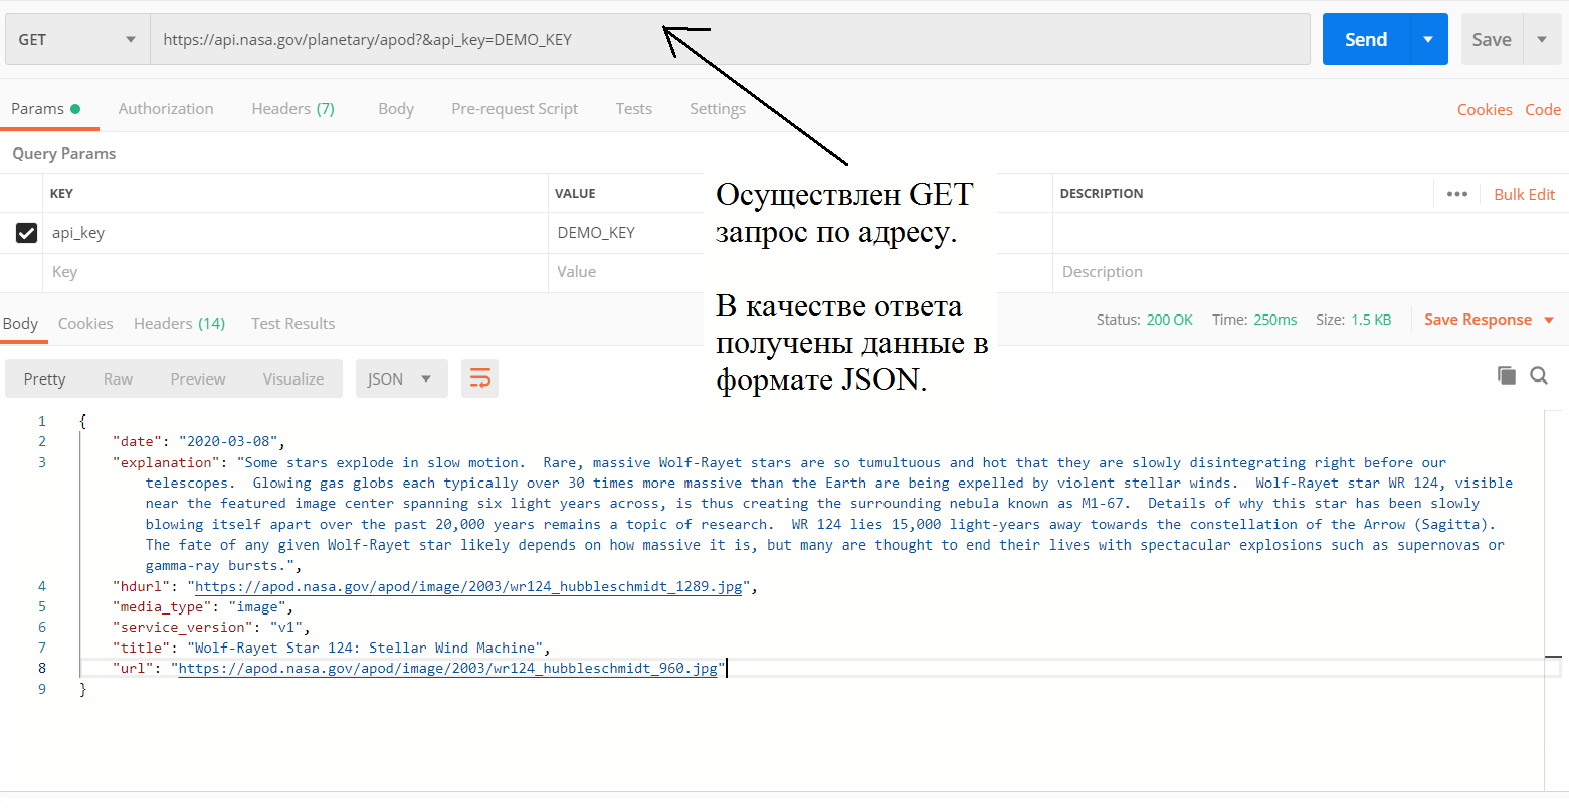 GET https://api.nasa.gov/planetary/apod?&api_key=DEMO_KEY Send Save
Params Authorization Headers (7) Body Pre-request Script Tests Settings Cookies Code
Query Params
KEY VALUE DESCRIPTION ••• Bulk Edit
api_key DEMO_KEY
Key Value Description
Осуществлен GET
запрос по адресу.
В качестве ответа
получены данные в
формате JSON.
Body Cookies Headers (14) Test Results Status: 200 OK Time: 250ms Size: 1.5 KB Save Response
Pretty Raw Preview Visualize JSON
1 {
2 "date": "2020-03-08",
3 "explanation": "Some stars explode in slow motion.  Rare, massive Wolf-Rayet stars are so tumultuous and hot that they are slowly disintegrating right before our
telescopes.  Glowing gas globs each typically over 30 times more massive than the Earth are being expelled by violent stellar winds.  Wolf-Rayet star WR 124, visible
near the featured image center spanning six light years across, is thus creating the surrounding nebula known as M1-67.  Details of why this star has been slowly
blowing itself apart over the past 20,000 years remains a topic of research.  WR 124 lies 15,000 light-years away towards the constellation of the Arrow (Sagitta).
The fate of any given Wolf-Rayet star likely depends on how massive it is, but many are thought to end their lives with spectacular explosions such as supernovas or
gamma-ray bursts.",
4 "hdurl": "https://apod.nasa.gov/apod/image/2003/wr124_hubbleschmidt_1289.jpg",
5 "media_type": "image",
6 "service_version": "v1",
7 "title": "Wolf-Rayet Star 124: Stellar Wind Machine",
8 "url": "https://apod.nasa.gov/apod/image/2003/wr124_hubbleschmidt_960.jpg"
9 }